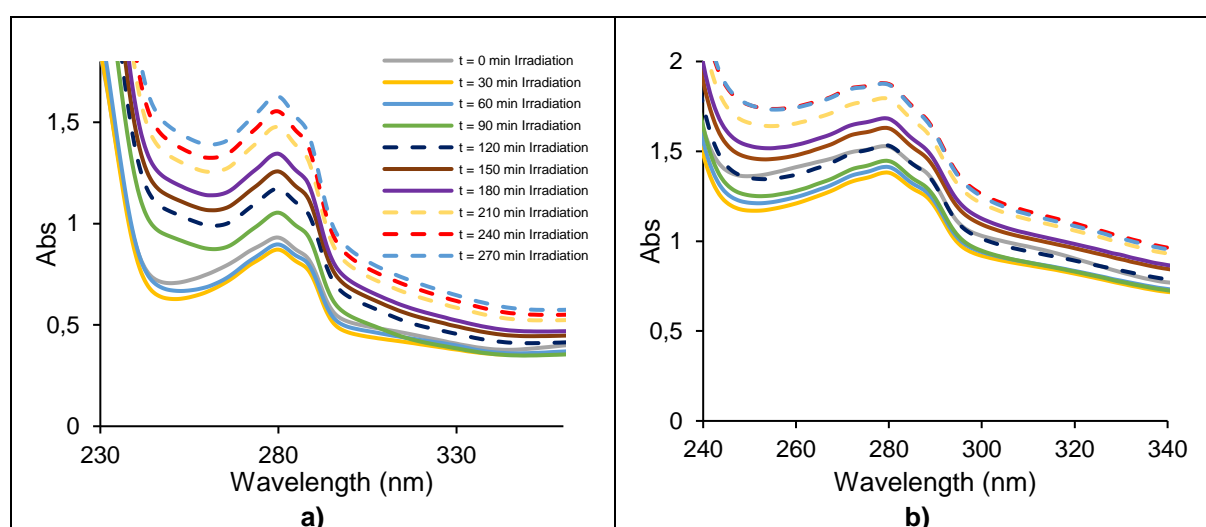 1,5
1
0,5
0
230
280
330
Abs
Wavelength (nm)
a)
t = 0 min Irradiation
t = 30 min Irradiation
t = 60 min Irradiation
t = 90 min Irradiation
t = 120 min Irradiation
t = 150 min Irradiation
t = 180 min Irradiation
t = 210 min Irradiation
t = 240 min Irradiation
t = 270 min Irradiation
2
1,5
1
0,5
0
240
260
280
300
320
340
Abs
Wavelength (nm)
b)